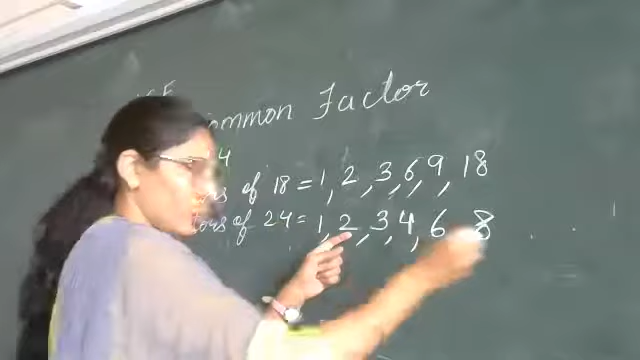 ommon Factor
4
of 18 = 1, 2, 3, 6, 9, 18
tors of 24 = 1, 2, 3, 4, 6, 8